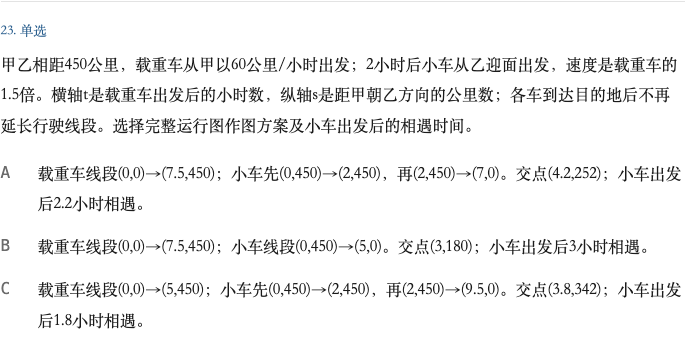 23. 单选
甲乙相距450公里，载重车从甲以60公里/小时出发；2小时后小车从乙迎面出发，速度是载重车的
1.5倍。横轴t是载重车出发后的小时数，纵轴s是距甲朝乙方向的公里数；各车到达目的地后不再
延长行驶线段。选择完整运行图作图方案及小车出发后的相遇时间。
A 载重车线段(0,0)→(7.5,450)；小车先(0,450)→(2,450)，再(2,450)→(7,0)。交点(4.2,252)；小车出发
后2.2小时相遇。
B 载重车线段(0,0)→(7.5,450)；小车线段(0,450)→(5,0)。交点(3,180)；小车出发后3小时相遇。
C 载重车线段(0,0)→(5,450)；小车先(0,450)→(2,450)，再(2,450)→(9.5,0)。交点(3.8,342)；小车出发
后1.8小时相遇。